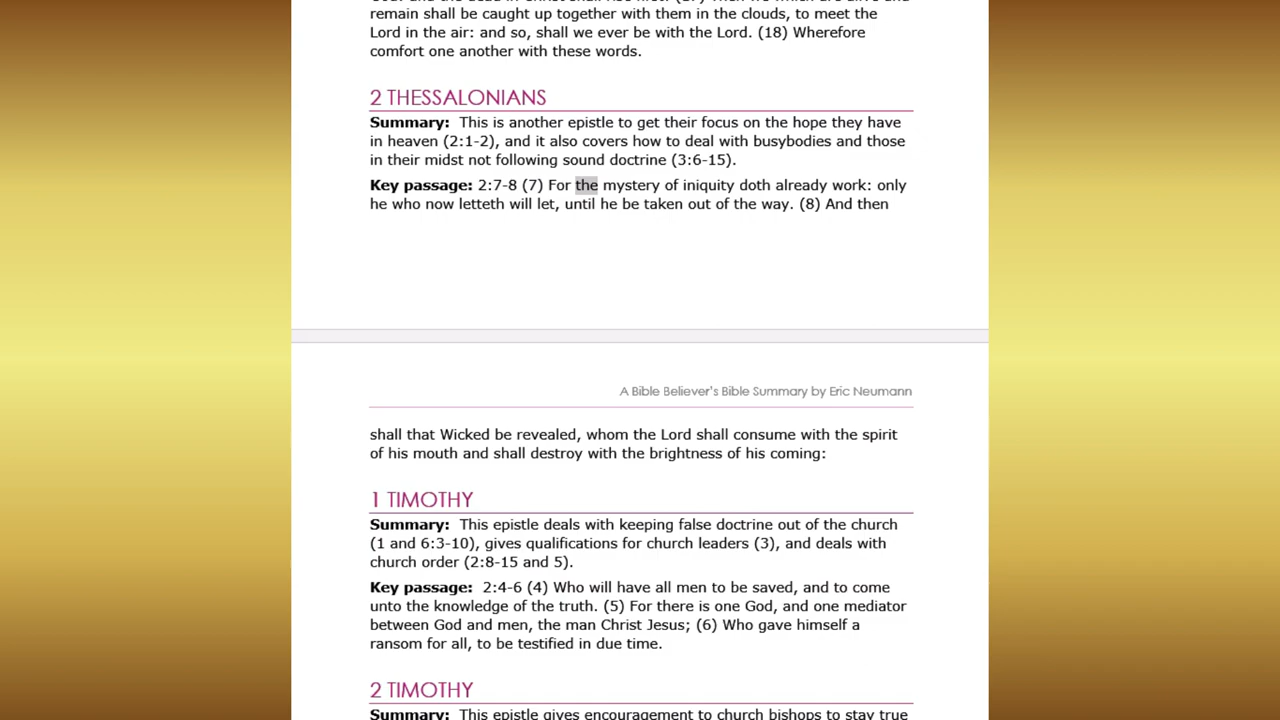 remain shall be caught up together with them in the clouds, to meet the
Lord in the air: and so, shall we ever be with the Lord. (18) Wherefore
comfort one another with these words.
2 THESSALONIANS
Summary: This is another epistle to get their focus on the hope they have
in heaven (2:1-2), and it also covers how to deal with busybodies and those
in their midst not following sound doctrine (3:6-15).
Key passage: 2:7-8 (7) For the mystery of iniquity doth already work: only
he who now letteth will let, until he be taken out of the way. (8) And then
A Bible Believer's Bible Summary by Eric Neumann
shall that Wicked be revealed, whom the Lord shall consume with the spirit
of his mouth and shall destroy with the brightness of his coming:
1 TIMOTHY
Summary: This epistle deals with keeping false doctrine out of the church
(1 and 6:3-10), gives qualifications for church leaders (3), and deals with
church order (2:8-15 and 5).
Key passage: 2:4-6 (4) Who will have all men to be saved, and to come
unto the knowledge of the truth. (5) For there is one God, and one mediator
between God and men, the man Christ Jesus; (6) Who gave himself a
ransom for all, to be testified in due time.
2 TIMOTHY
Summary: This epistle gives encouragement to church bishops to stay true